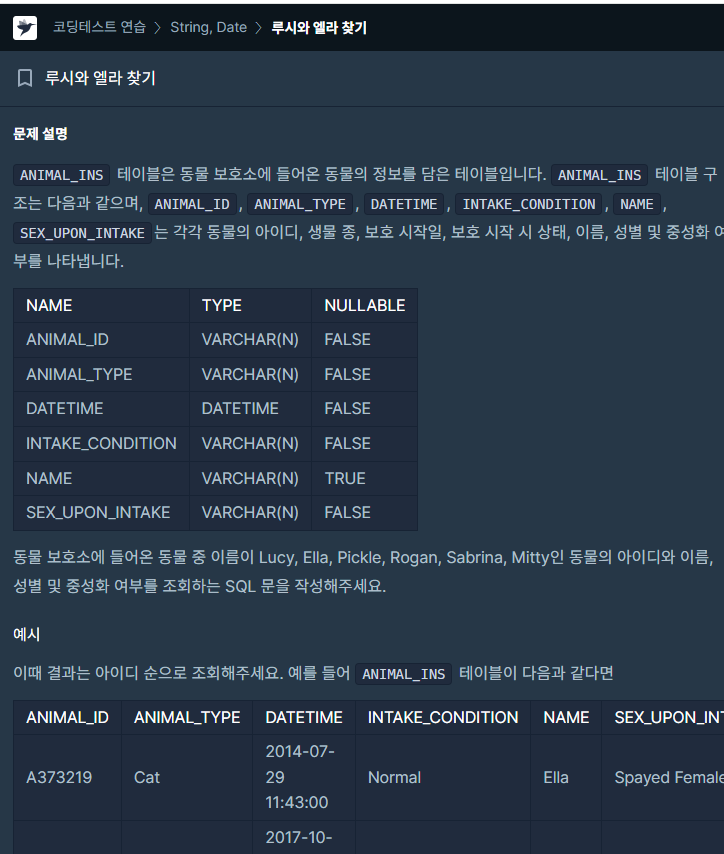 코딩테스트 연습 > String, Date > 루시와 엘라 찾기
루시와 엘라 찾기
문제 설명
ANIMAL_INS 테이블은 동물 보호소에 들어온 동물의 정보를 담은 테이블입니다. ANIMAL_INS 테이블 구
조는 다음과 같으며, ANIMAL_ID, ANIMAL_TYPE, DATETIME, INTAKE_CONDITION, NAME,
SEX_UPON_INTAKE는 각각 동물의 아이디, 생물 종, 보호 시작일, 보호 시작 시 상태, 이름, 성별 및 중성화 여
부를 나타냅니다.
NAME TYPE NULLABLE
ANIMAL_ID VARCHAR(N) FALSE
ANIMAL_TYPE VARCHAR(N) FALSE
DATETIME DATETIME FALSE
INTAKE_CONDITION VARCHAR(N) FALSE
NAME VARCHAR(N) TRUE
SEX_UPON_INTAKE VARCHAR(N) FALSE
동물 보호소에 들어온 동물 중 이름이 Lucy, Ella, Pickle, Rogan, Sabrina, Mitty인 동물의 아이디와 이름,
성별 및 중성화 여부를 조회하는 SQL 문을 작성해주세요.
예시
이때 결과는 아이디 순으로 조회해주세요. 예를 들어 ANIMAL_INS 테이블이 다음과 같다면
ANIMAL_ID ANIMAL_TYPE DATETIME INTAKE_CONDITION NAME SEX_UPON_INT
2014-07-
A373219 Cat 29 Normal Ella Spayed Female
11:43:00
2017-10-